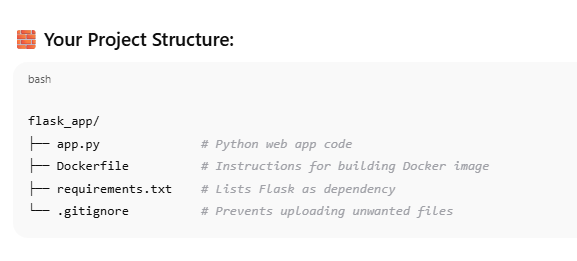 🧱 Your Project Structure:
bash
flask_app/
├── app.py # Python web app code
├── Dockerfile # Instructions for building Docker image
├── requirements.txt # Lists Flask as dependency
└── .gitignore # Prevents uploading unwanted files